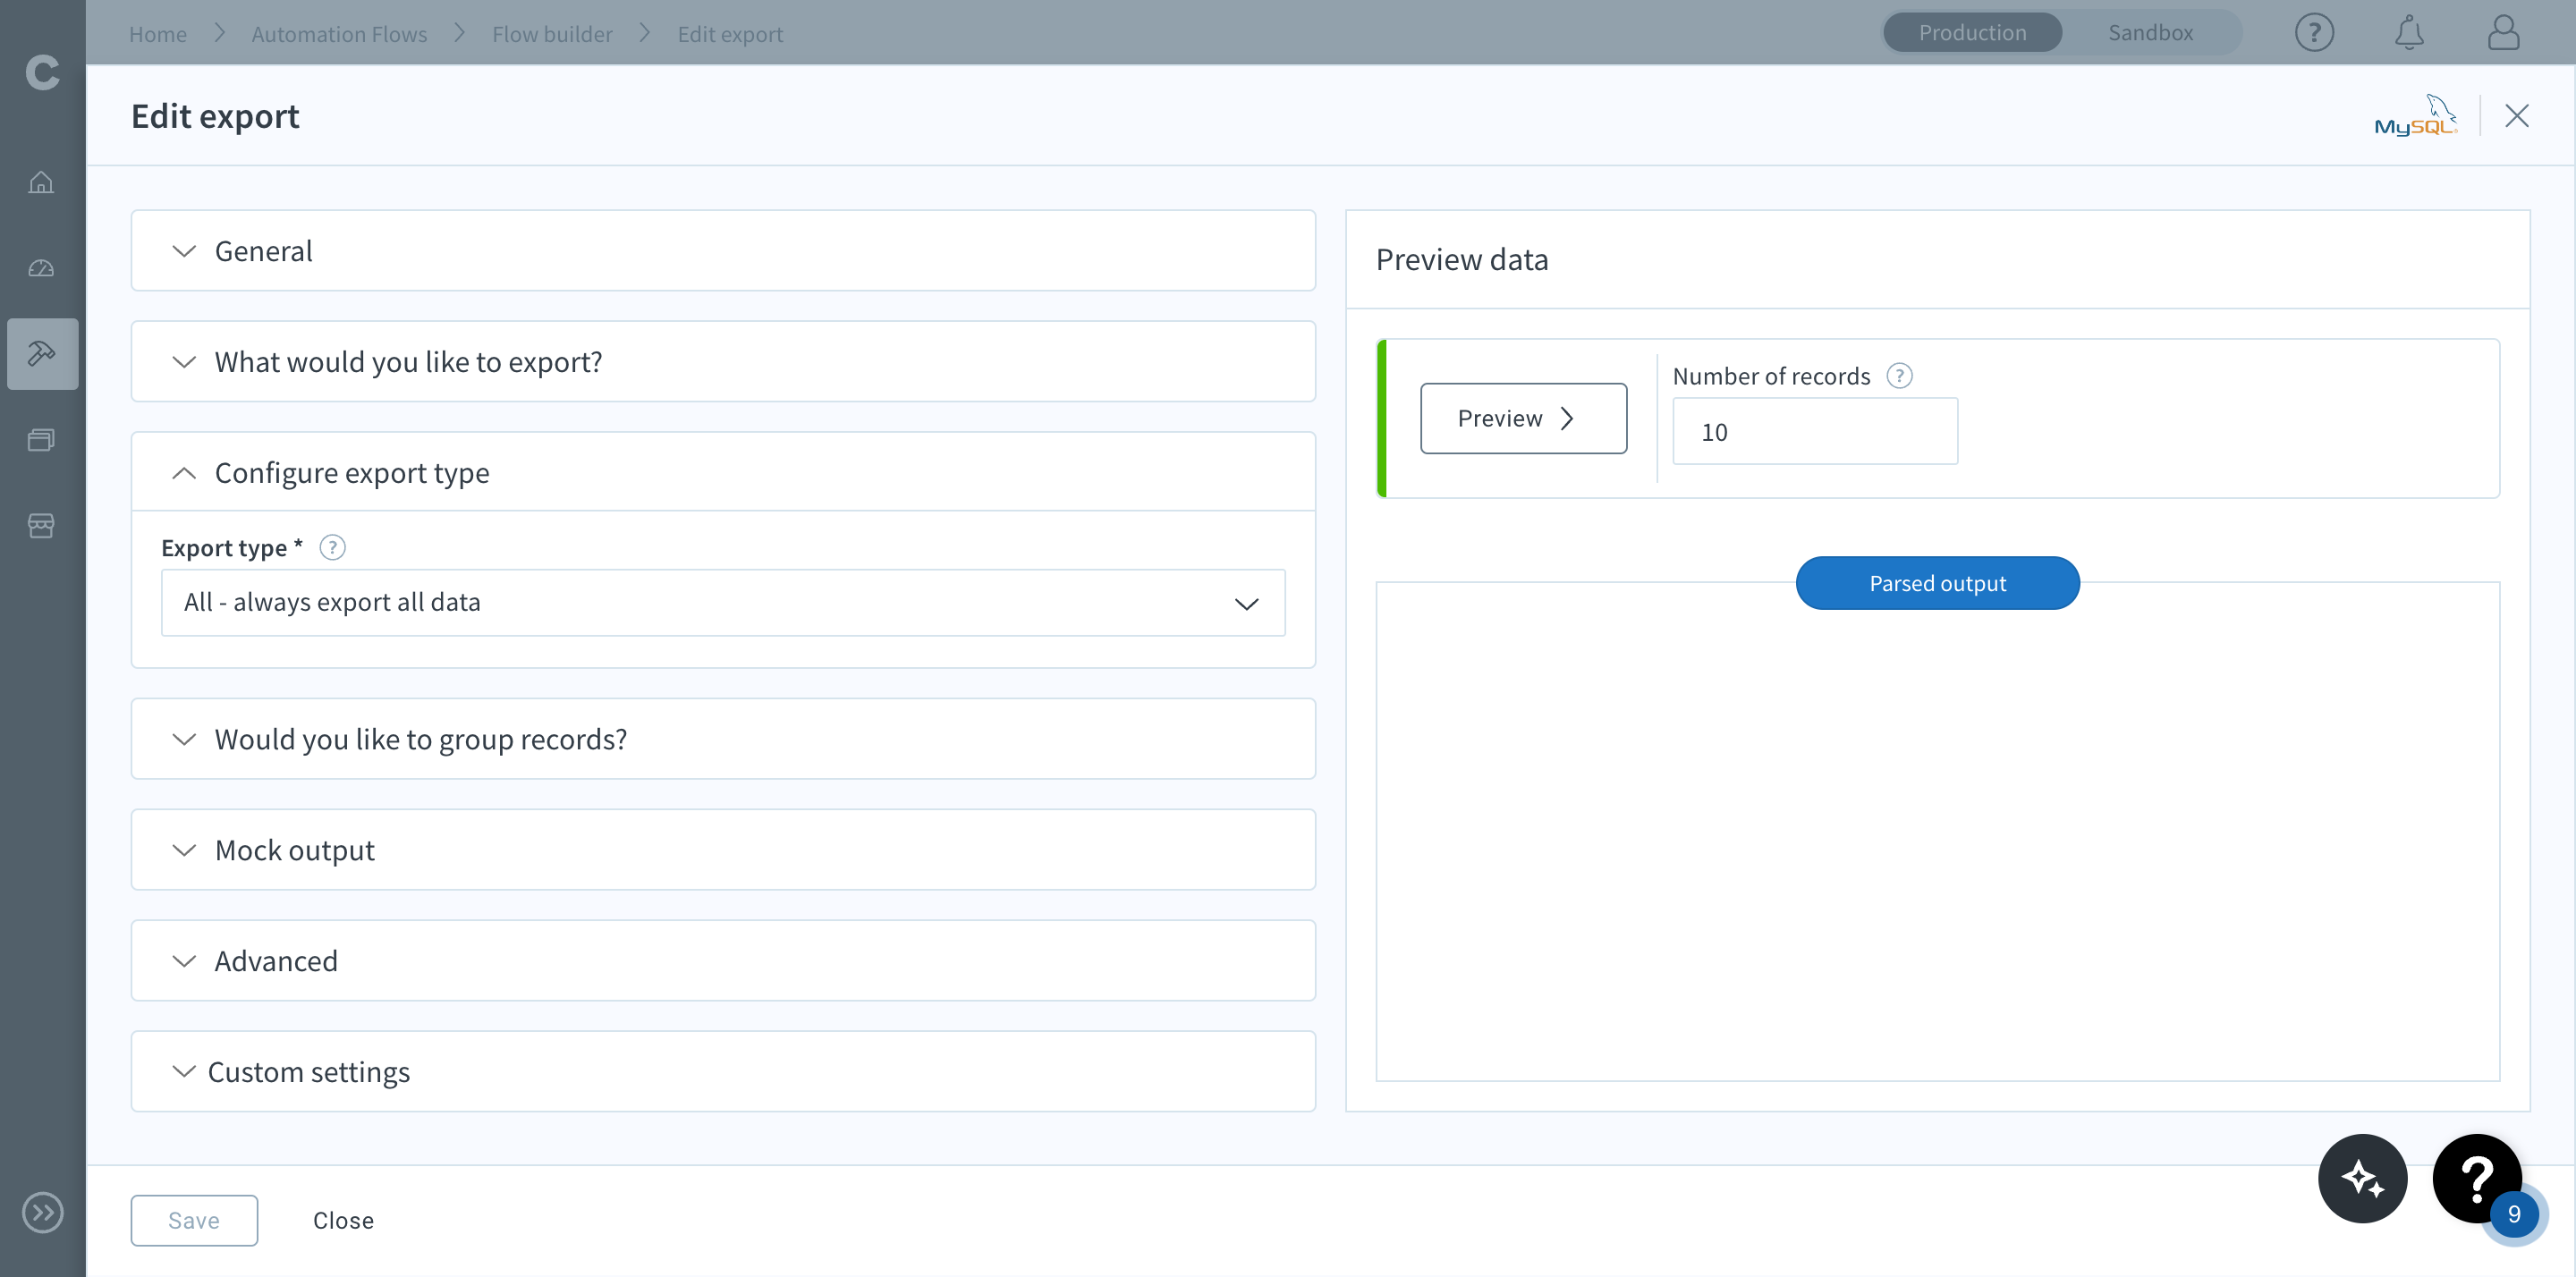 Home
Automation Flows
Flow builder
Edit export
Production
Sandbox
?
C
Edit export
MySQL
General
What would you like to export?
Configure export type
Export type *
?
All - always export all data
Would you like to group records?
Mock output
Advanced
Custom settings
Preview data
Preview
Number of records
?
10
Parsed output
Save
Close
?
9